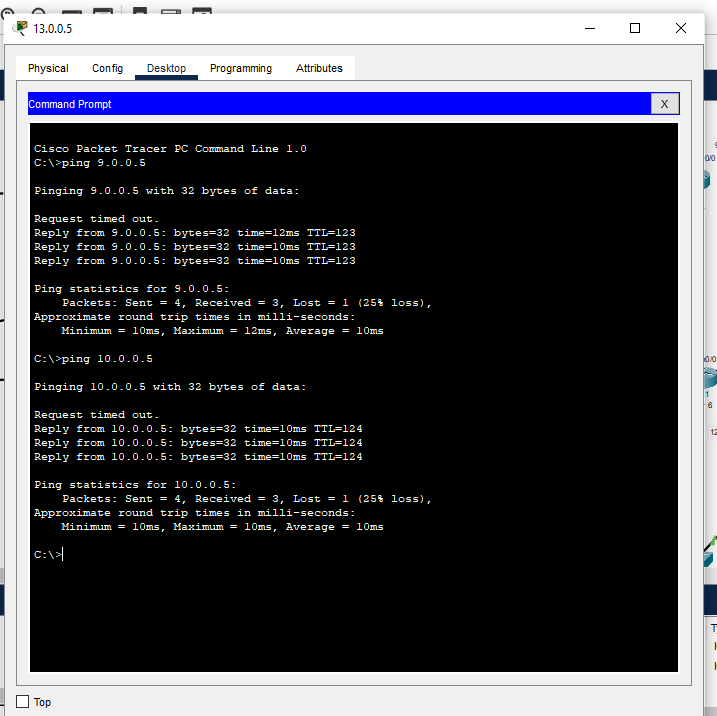 13.0.0.5
Physical Config Desktop Programming Attributes
Command Prompt X
Cisco Packet Tracer PC Command Line 1.0
C:\>ping 9.0.0.5
Pinging 9.0.0.5 with 32 bytes of data:
Request timed out.
Reply from 9.0.0.5: bytes=32 time=12ms TTL=123
Reply from 9.0.0.5: bytes=32 time=10ms TTL=123
Reply from 9.0.0.5: bytes=32 time=10ms TTL=123
Ping statistics for 9.0.0.5:
Packets: Sent = 4, Received = 3, Lost = 1 (25% loss),
Approximate round trip times in milli-seconds:
Minimum = 10ms, Maximum = 12ms, Average = 10ms
C:\>ping 10.0.0.5
Pinging 10.0.0.5 with 32 bytes of data:
Request timed out.
Reply from 10.0.0.5: bytes=32 time=10ms TTL=124
Reply from 10.0.0.5: bytes=32 time=10ms TTL=124
Reply from 10.0.0.5: bytes=32 time=10ms TTL=124
Ping statistics for 10.0.0.5:
Packets: Sent = 4, Received = 3, Lost = 1 (25% loss),
Approximate round trip times in milli-seconds:
Minimum = 10ms, Maximum = 10ms, Average = 10ms
C:\>
Top